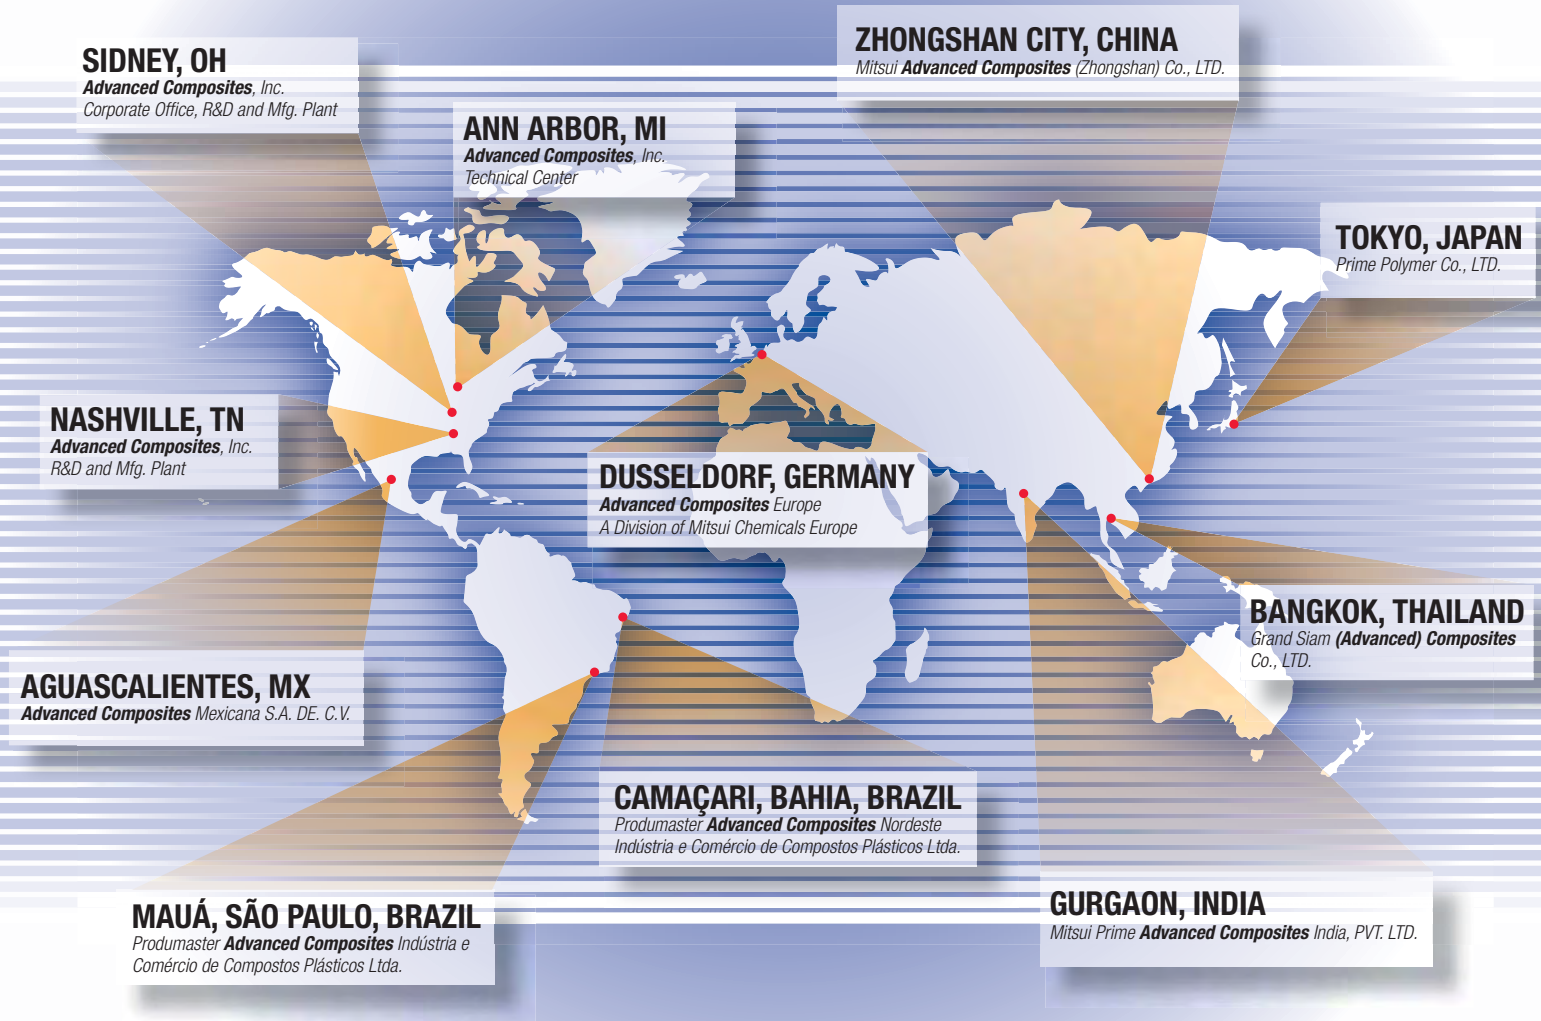 SIDNEY, OH
Advanced Composites, Inc.
Corporate Office, R&D and Mfg. Plant
ANN ARBOR, MI
Advanced Composites, Inc.
Technical Center
ZHONGSHAN CITY, CHINA
Mitsui Advanced Composites (Zhongshan) Co., LTD.
TOKYO, JAPAN
Prime Polymer Co., LTD.
NASHVILLE, TN
Advanced Composites, Inc.
R&D and Mfg. Plant
DUSSELDORF, GERMANY
Advanced Composites Europe
A Division of Mitsui Chemicals Europe
BANGKOK, THAILAND
Grand Siam (Advanced) Composites
Co., LTD.
AGUASCALIENTES, MX
Advanced Composites Mexicana S.A. DE. C.V.
CAMAÇARI, BAHIA, BRAZIL
Produmaster Advanced Composites Nordeste
Indústria e Comércio de Compostos Plásticos Ltda.
MAUÁ, SÃO PAULO, BRAZIL
Produmaster Advanced Composites Indústria e
Comércio de Compostos Plásticos Ltda.
GURGAON, INDIA
Mitsui Prime Advanced Composites India, PVT. LTD.